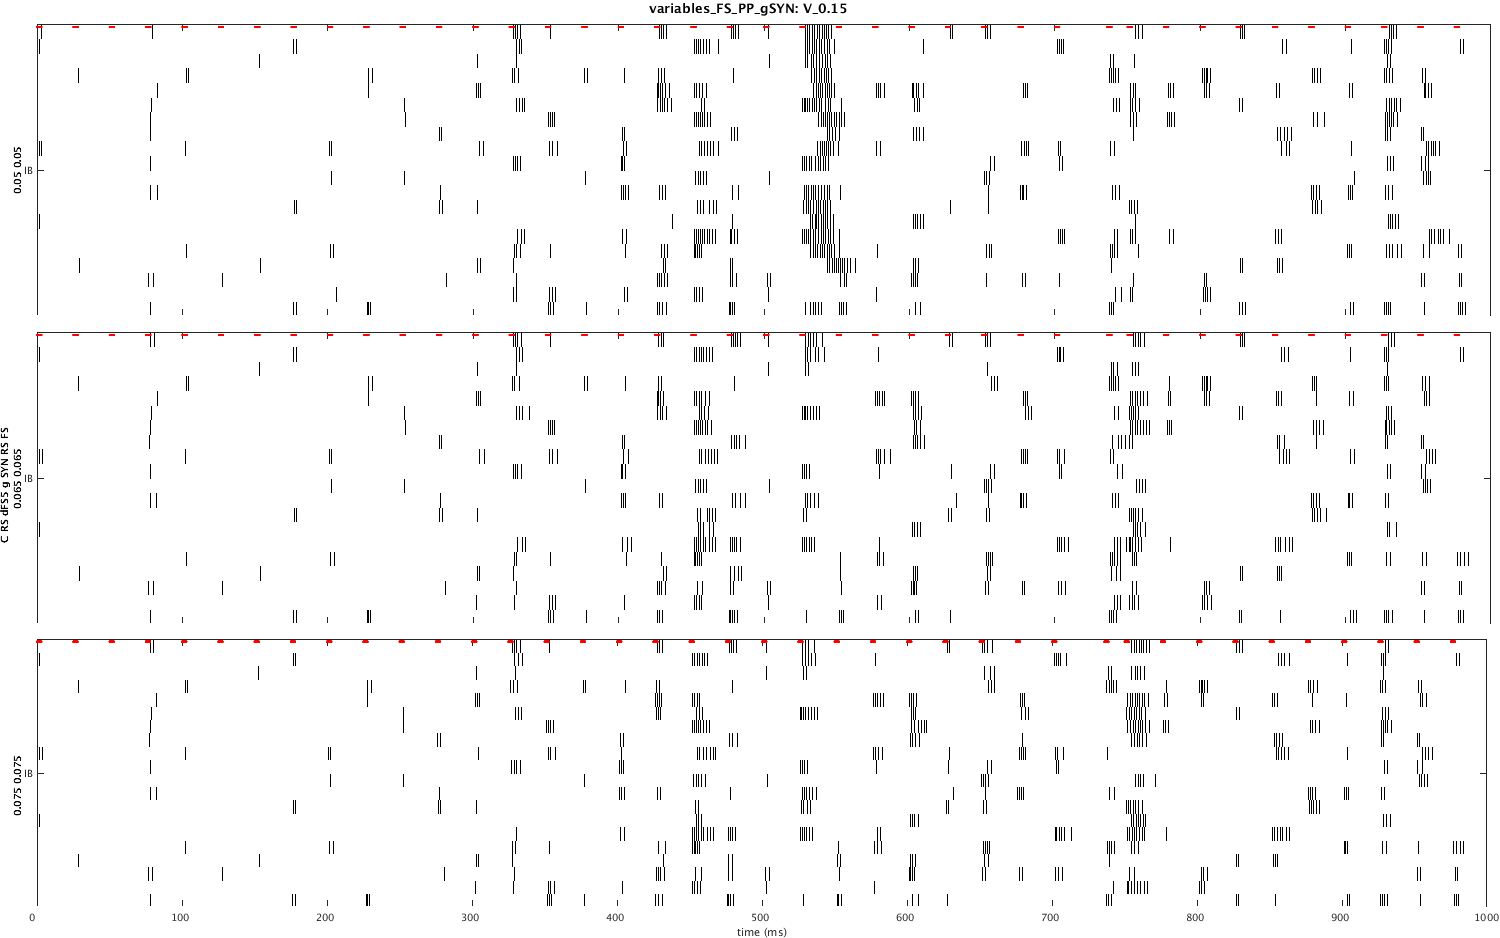 variables_FS_PP_gSYN: V_0.15
0.05 0.05
IB
C RS dFS5 g SYN RS FS
0.065 0.065
IB
0.075 0.075
IB
0 100 200 300 400 500 600 700 800 900 1000
time (ms)